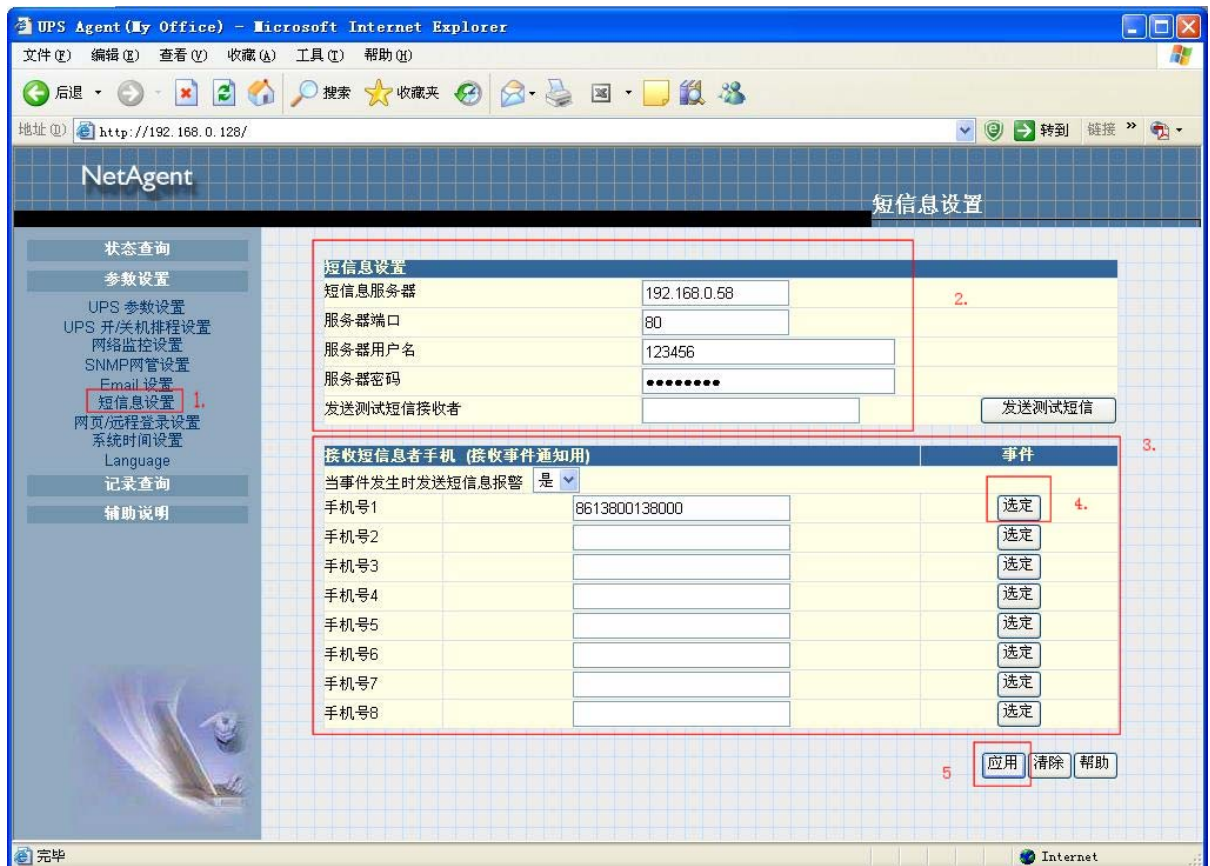 UPS Agent(My Office) - Microsoft Internet Explorer
文件(F) 编辑(E) 查看(V) 收藏(A) 工具(T) 帮助(H)
后退 搜索 收藏夹
地址(D) http://192.168.0.128/ 转到 链接 »
NetAgent
短信息设置
状态查询
参数设置
UPS 参数设置
UPS 开/关机排程设置
网络监控设置
SNMP网管设置
Email 设置
短信息设置 1.
网页/远程登录设置
系统时间设置
Language
记录查询
辅助说明
短信息设置
短信息服务器 192.168.0.58 2.
服务器端口 80
服务器用户名 123456
服务器密码 ●●●●●●●●
发送测试短信接收者 发送测试短信
3.
接收短信息者手机 (接收事件通知用) 事件
当事件发生时发送短信息报警 是
手机号1 8613800138000 选定 4.
手机号2 选定
手机号3 选定
手机号4 选定
手机号5 选定
手机号6 选定
手机号7 选定
手机号8 选定
5 应用 清除 帮助
完毕 Internet